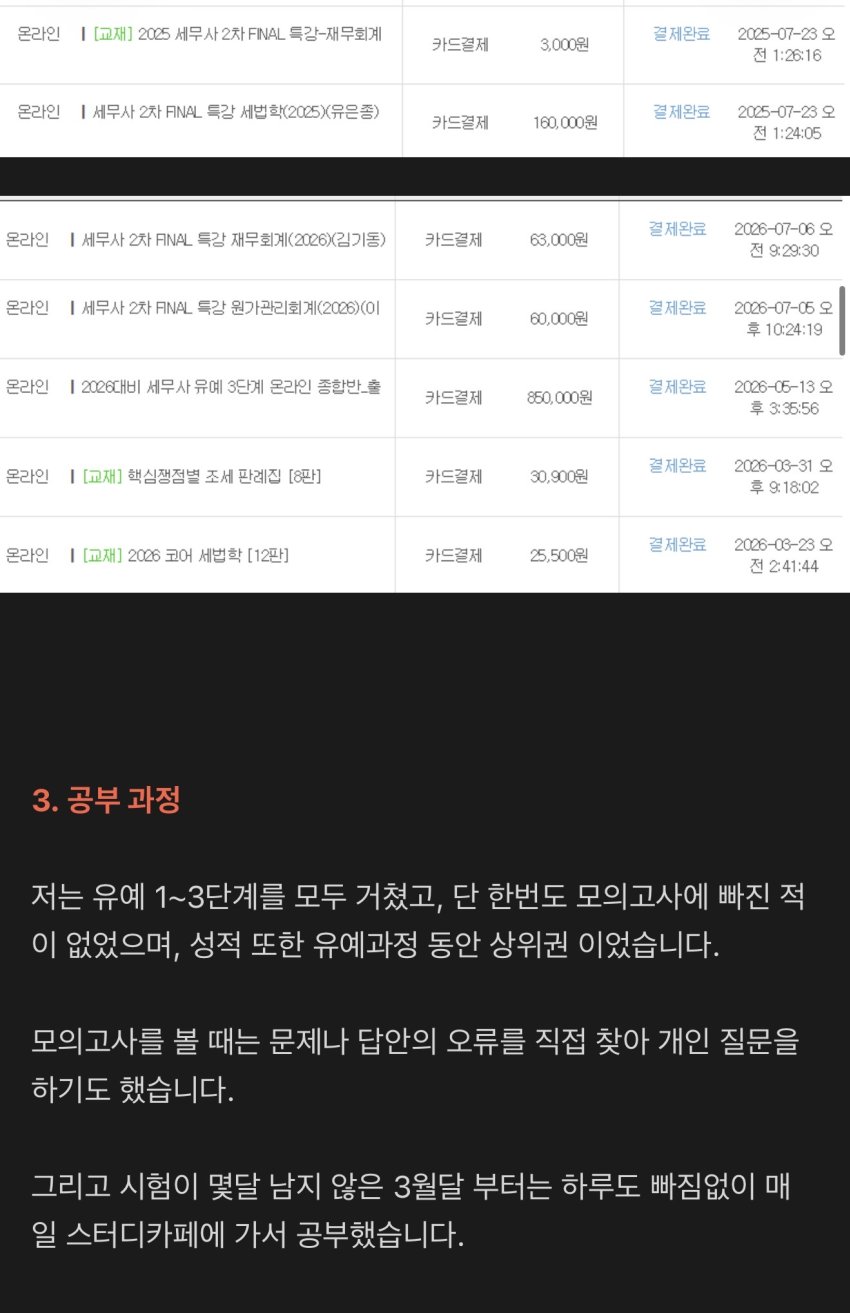 온라인 | [교재] 2025 세무사 2차 FINAL 특강-재무회계 카드결제 3,000원 결제완료 2025-07-23 오
전 1:26:16
온라인 | 세무사 2차 FINAL 특강 세법학(2025)(유은종) 카드결제 160,000원 결제완료 2025-07-23 오
전 1:24:05
온라인 | 세무사 2차 FINAL 특강 재무회계(2026)(김기동) 카드결제 63,000원 결제완료 2026-07-06 오
전 9:29:30
온라인 | 세무사 2차 FINAL 특강 원가관리회계(2026)(이 카드결제 60,000원 결제완료 2026-07-05 오
후 10:24:19
온라인 | 2026대비 세무사 유예 3단계 온라인 종합반_출 카드결제 850,000원 결제완료 2026-05-13 오
후 3:35:56
온라인 | [교재] 핵심쟁점별 조세 판례집 [8판] 카드결제 30,900원 결제완료 2026-03-31 오
후 9:18:02
온라인 | [교재] 2026 코어 세법학 [12판] 카드결제 25,500원 결제완료 2026-03-23 오
전 2:41:44
3. 공부 과정
저는 유예 1~3단계를 모두 거쳤고, 단 한번도 모의고사에 빠진 적
이 없었으며, 성적 또한 유예과정 동안 상위권 이었습니다.
모의고사를 볼 때는 문제나 답안의 오류를 직접 찾아 개인 질문을
하기도 했습니다.
그리고 시험이 몇달 남지 않은 3월달 부터는 하루도 빠짐없이 매
일 스터디카페에 가서 공부했습니다.